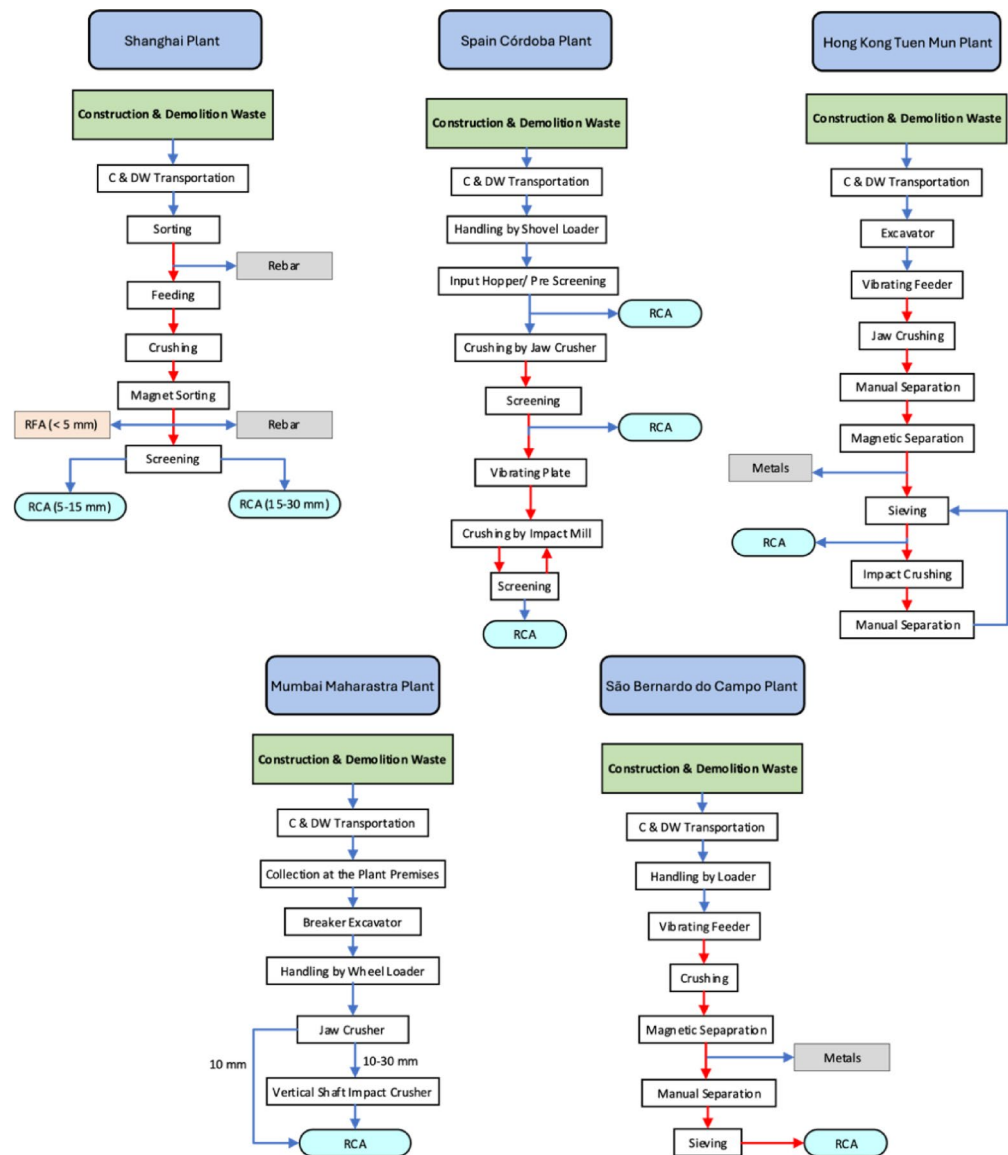 Shanghai Plant
Construction & Demolition Waste
C & DW Transportation
Sorting
Rebar
Feeding
Crushing
Magnet Sorting
RFA (< 5 mm)
Rebar
Screening
RCA (5-15 mm)
RCA (15-30 mm)
Spain Córdoba Plant
Construction & Demolition Waste
C & DW Transportation
Handling by Shovel Loader
Input Hopper/ Pre Screening
RCA
Crushing by Jaw Crusher
Screening
RCA
Vibrating Plate
Crushing by Impact Mill
Screening
RCA
Hong Kong Tuen Mun Plant
Construction & Demolition Waste
C & DW Transportation
Excavator
Vibrating Feeder
Jaw Crushing
Manual Separation
Magnetic Separation
Metals
Sieving
RCA
Impact Crushing
Manual Separation
Mumbai Maharastra Plant
Construction & Demolition Waste
C & DW Transportation
Collection at the Plant Premises
Breaker Excavator
Handling by Wheel Loader
Jaw Crusher
10 mm
10-30 mm
Vertical Shaft Impact Crusher
RCA
São Bernardo do Campo Plant
Construction & Demolition Waste
C & DW Transportation
Handling by Loader
Vibrating Feeder
Crushing
Magnetic Sepapration
Metals
Manual Separation
Sieving
RCA